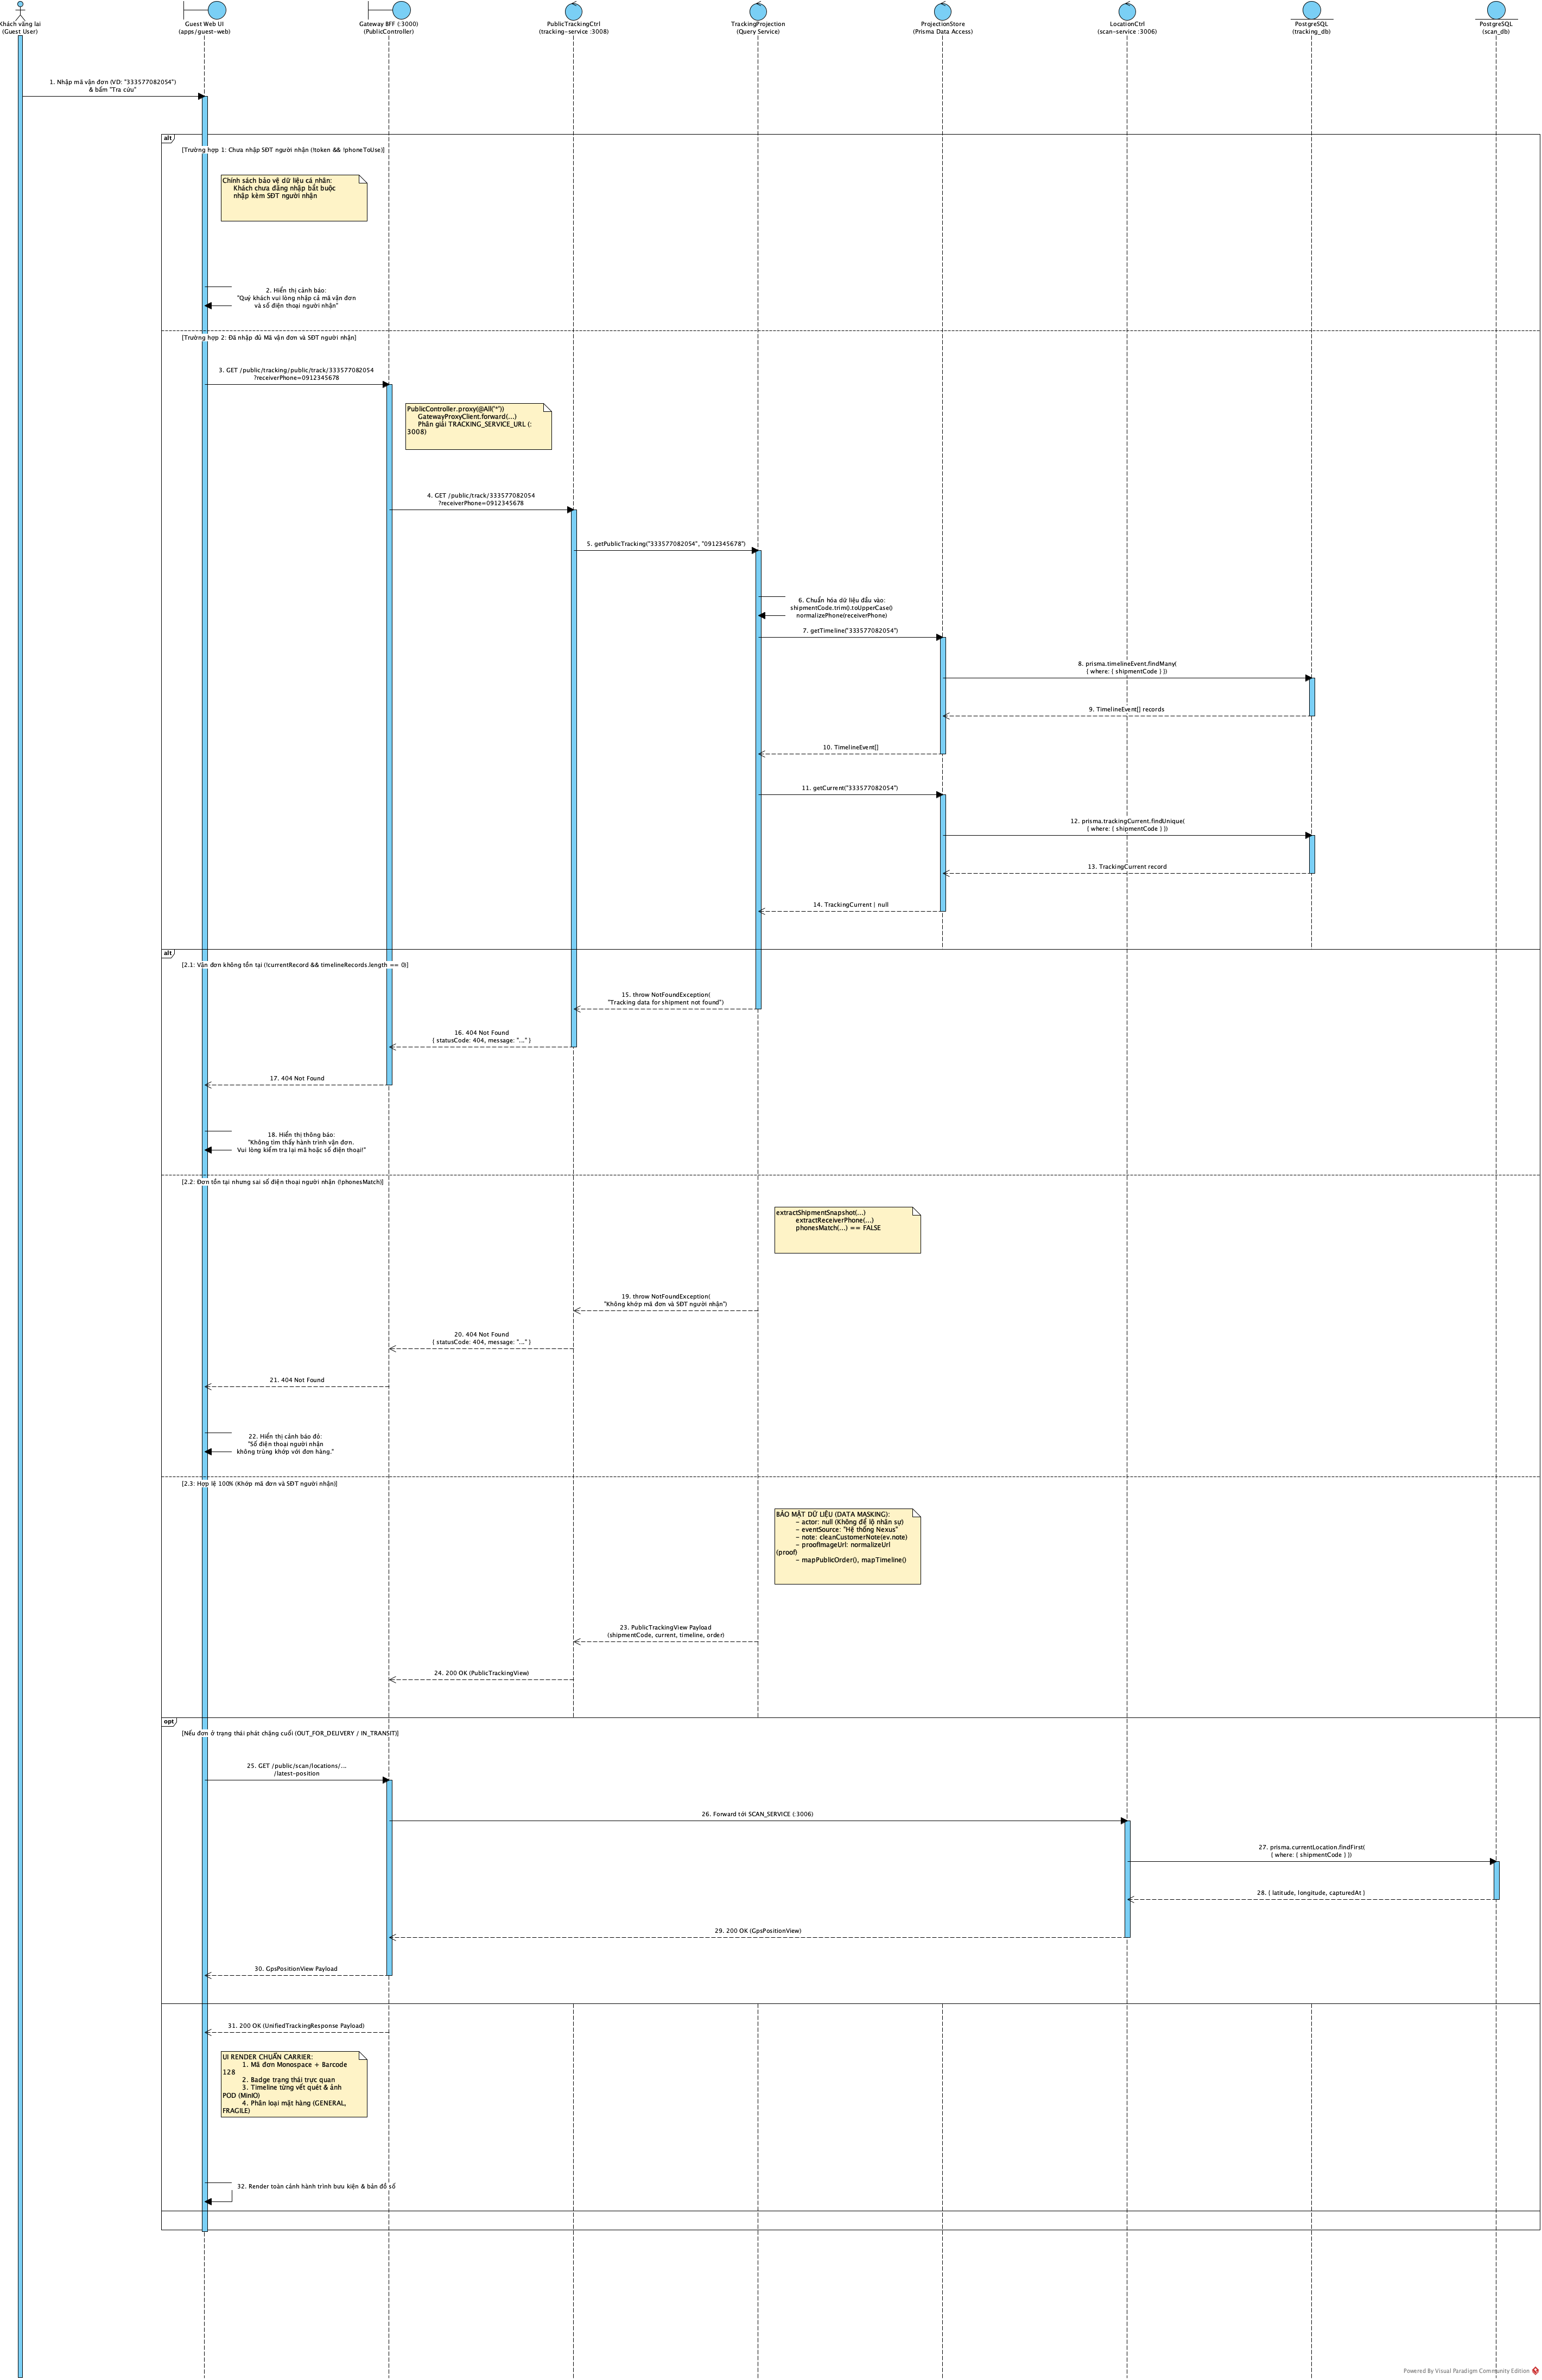 Khách vãng lai
(Guest User)
Guest Web UI
(apps/guest-web)
Gateway BFF (:3000)
(PublicController)
PublicTrackingCtrl
(tracking-service :3008)
TrackingProjection
(Query Service)
ProjectionStore
(Prisma Data Access)
LocationCtrl
(scan-service :3006)
PostgreSQL
(tracking_db)
PostgreSQL
(scan_db)
1. Nhập mã vận đơn (VD: "333577082054")
& bấm "Tra cứu"
alt
[Trường hợp 1: Chưa nhập SĐT người nhận (!token && !phoneToUse)]
Chính sách bảo vệ dữ liệu cá nhân:
Khách chưa đăng nhập bắt buộc
nhập kèm SĐT người nhận
2. Hiển thị cảnh báo:
"Quý khách vui lòng nhập cả mã vận đơn
và số điện thoại người nhận"
[Trường hợp 2: Đã nhập đủ Mã vận đơn và SĐT người nhận]
3. GET /public/tracking/public/track/333577082054
?receiverPhone=0912345678
PublicController.proxy(@All("*"))
GatewayProxyClient.forward(...)
Phân giải TRACKING_SERVICE_URL (:
3008)
4. GET /public/track/333577082054
?receiverPhone=0912345678
5. getPublicTracking("333577082054", "0912345678")
6. Chuẩn hóa dữ liệu đầu vào:
shipmentCode.trim().toUpperCase()
normalizePhone(receiverPhone)
7. getTimeline("333577082054")
8. prisma.timelineEvent.findMany(
{ where: { shipmentCode } })
9. TimelineEvent[] records
10. TimelineEvent[]
11. getCurrent("333577082054")
12. prisma.trackingCurrent.findUnique(
{ where: { shipmentCode } })
13. TrackingCurrent record
14. TrackingCurrent | null
alt
[2.1: Vận đơn không tồn tại (!currentRecord && timelineRecords.length == 0)]
15. throw NotFoundException(
"Tracking data for shipment not found")
16. 404 Not Found
{ statusCode: 404, message: "..." }
17. 404 Not Found
18. Hiển thị thông báo:
"Không tìm thấy hành trình vận đơn.
Vui lòng kiểm tra lại mã hoặc số điện thoại!"
[2.2: Đơn tồn tại nhưng sai số điện thoại người nhận (!phonesMatch)]
extractShipmentSnapshot(...)
extractReceiverPhone(...)
phonesMatch(...) == FALSE
19. throw NotFoundException(
"Không khớp mã đơn và SĐT người nhận")
20. 404 Not Found
{ statusCode: 404, message: "..." }
21. 404 Not Found
22. Hiển thị cảnh báo đỏ:
"Số điện thoại người nhận
không trùng khớp với đơn hàng."
[2.3: Hợp lệ 100% (Khớp mã đơn và SĐT người nhận)]
BẢO MẬT DỮ LIỆU (DATA MASKING):
- actor: null (Không để lộ nhân sự)
- eventSource: "Hệ thống Nexus"
- note: cleanCustomerNote(ev.note)
- proofImageUrl: normalizeUrl
(proof)
- mapPublicOrder(), mapTimeline()
23. PublicTrackingView Payload
(shipmentCode, current, timeline, order)
24. 200 OK (PublicTrackingView)
opt
[Nếu đơn ở trạng thái phát chặng cuối (OUT_FOR_DELIVERY / IN_TRANSIT)]
25. GET /public/scan/locations/...
/latest-position
26. Forward tới SCAN_SERVICE (:3006)
27. prisma.currentLocation.findFirst(
{ where: { shipmentCode } })
28. { latitude, longitude, capturedAt }
29. 200 OK (GpsPositionView)
30. GpsPositionView Payload
31. 200 OK (UnifiedTrackingResponse Payload)
UI RENDER CHUẨN CARRIER:
1. Mã đơn Monospace + Barcode
128
2. Badge trạng thái trực quan
3. Timeline từng vết quét & ảnh
POD (MinIO)
4. Phân loại mặt hàng (GENERAL,
FRAGILE)
32. Render toàn cảnh hành trình bưu kiện & bản đồ số
Powered By Visual Paradigm Community Edition